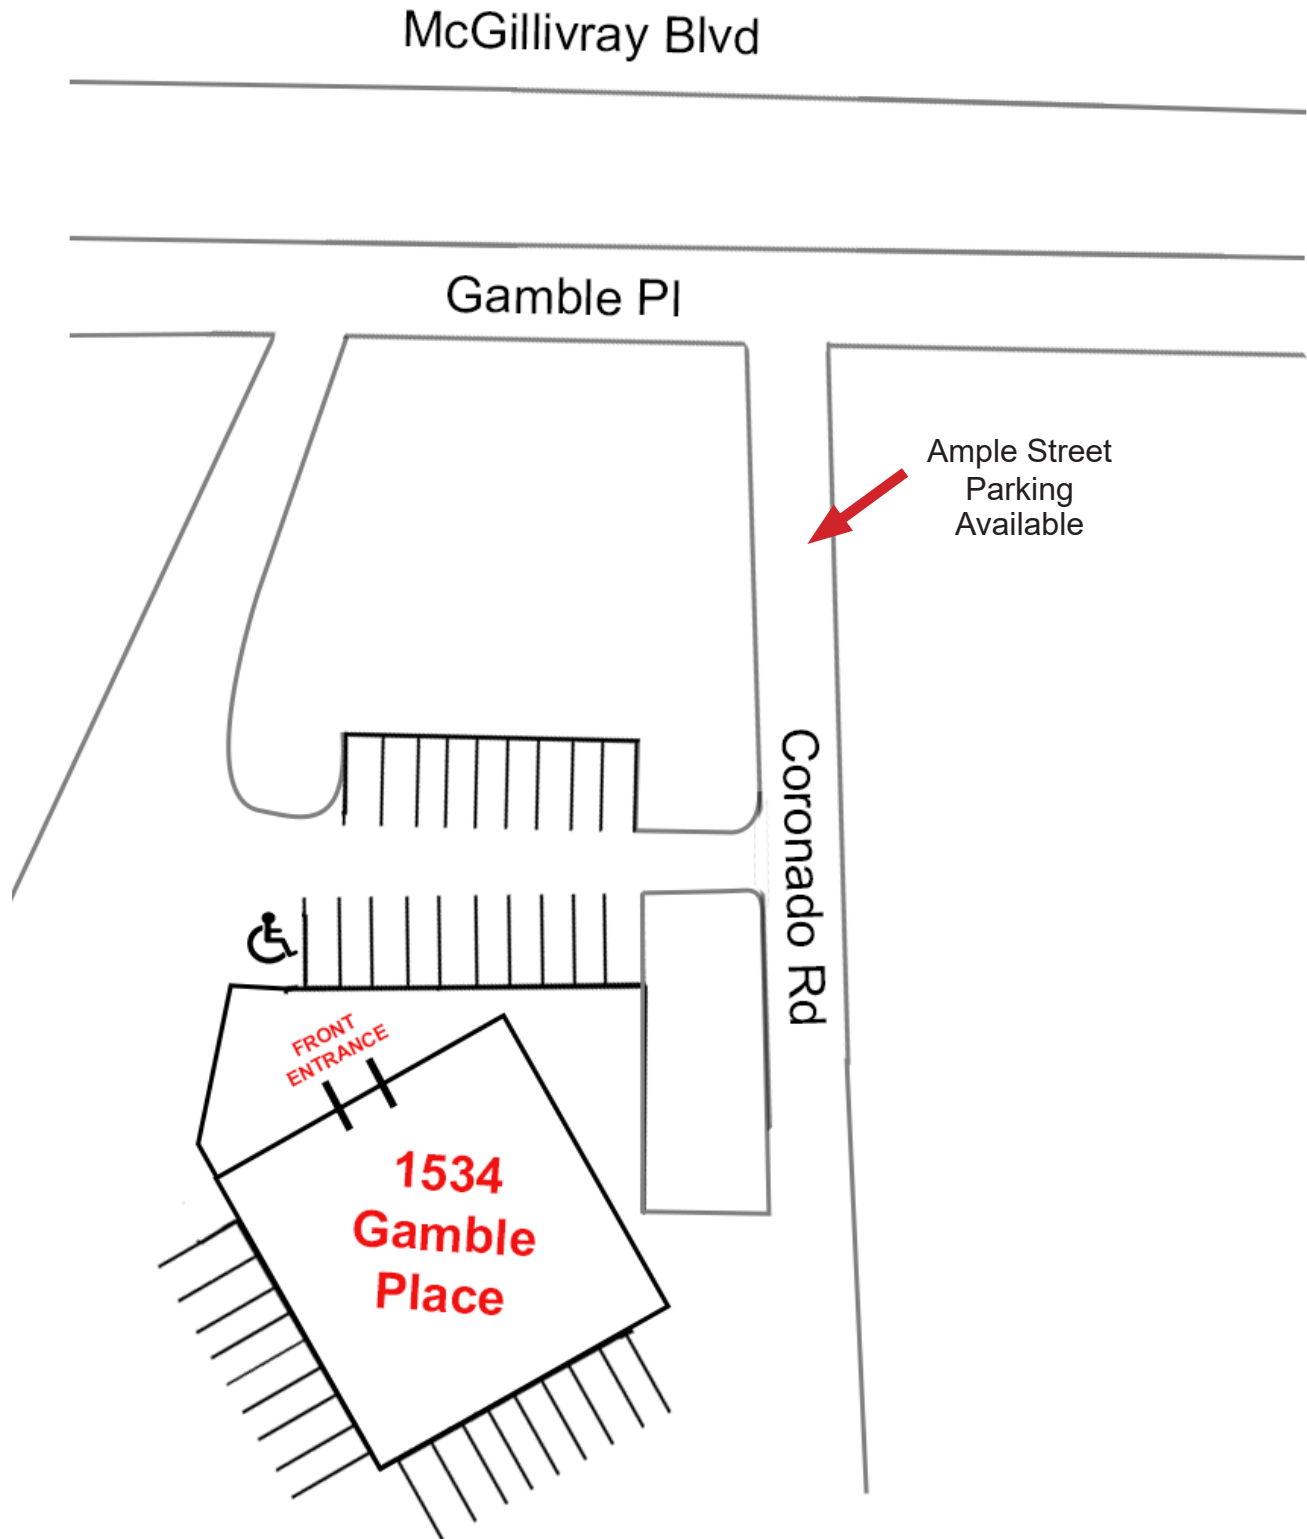 McGillivray Blvd
Gamble Pl
Ample Street
Parking
Available
Coronado Rd
FRONT
ENTRANCE
1534
Gamble
Place